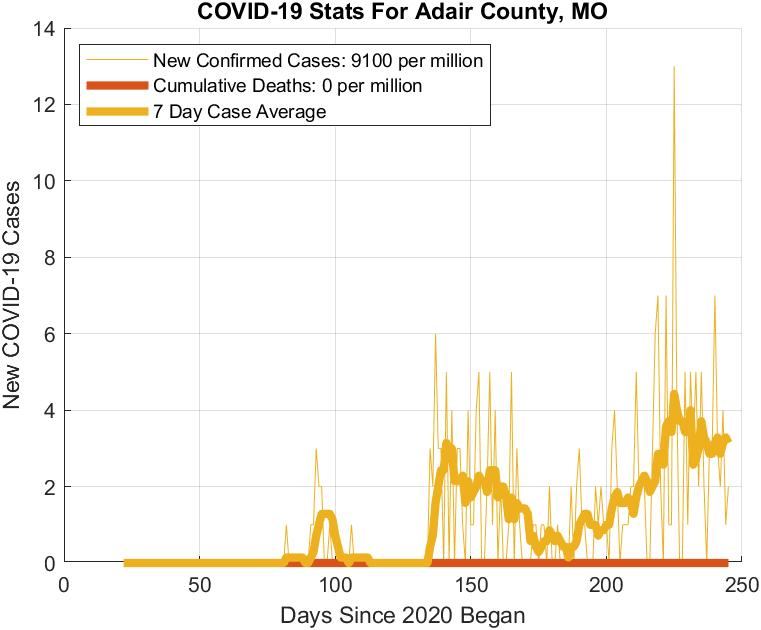 COVID-19 Stats For Adair County, MO
New Confirmed Cases: 9100 per million
Cumulative Deaths: 0 per million
7 Day Case Average
New COVID-19 Cases
14
12
10
8
6
4
2
0
0 50 100 150 200 250
Days Since 2020 Began